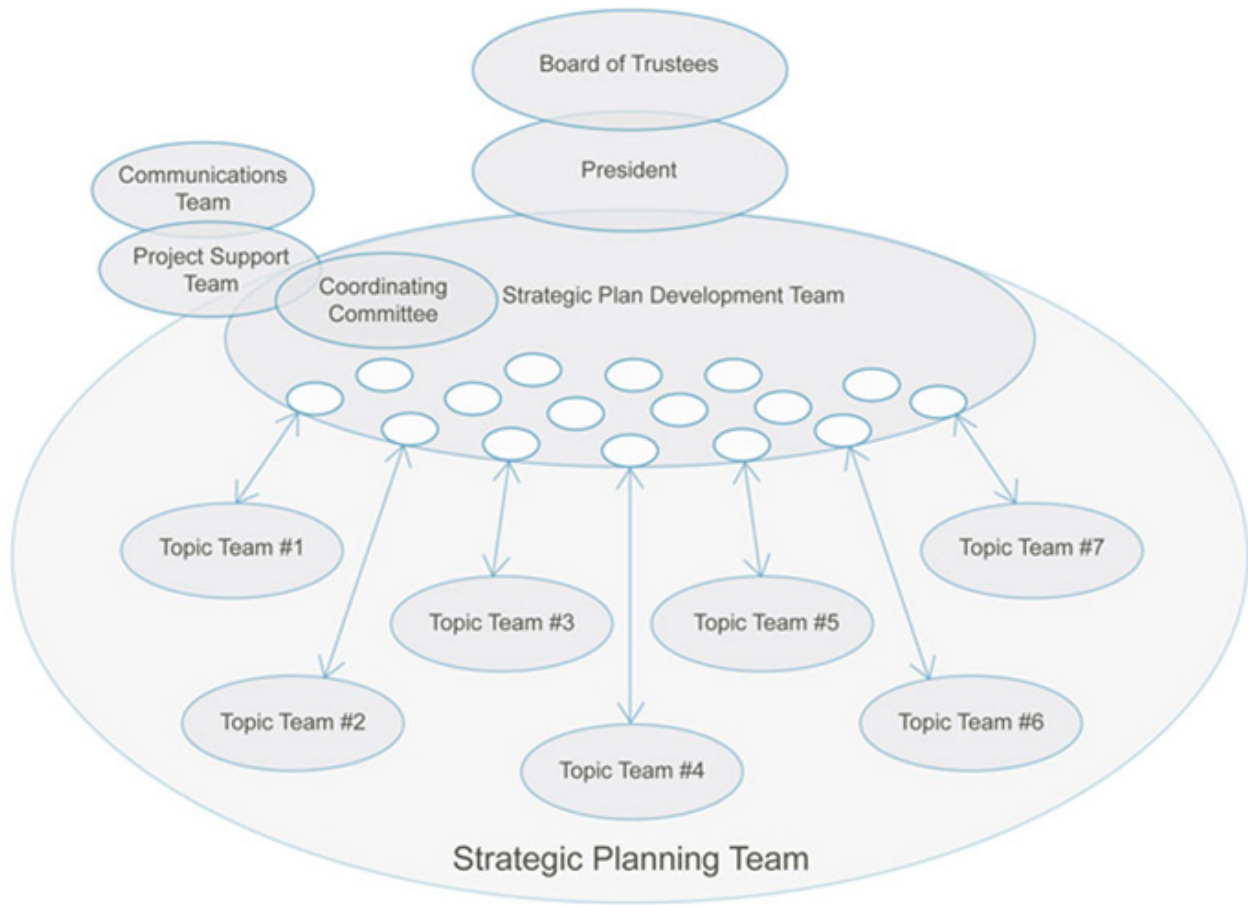 Board of Trustees
President
Communications
Team
Project Support
Team
Coordinating
Committee
Strategic Plan Development Team
Topic Team #1
Topic Team #7
Topic Team #3
Topic Team #5
Topic Team #2
Topic Team #6
Topic Team #4
Strategic Planning Team